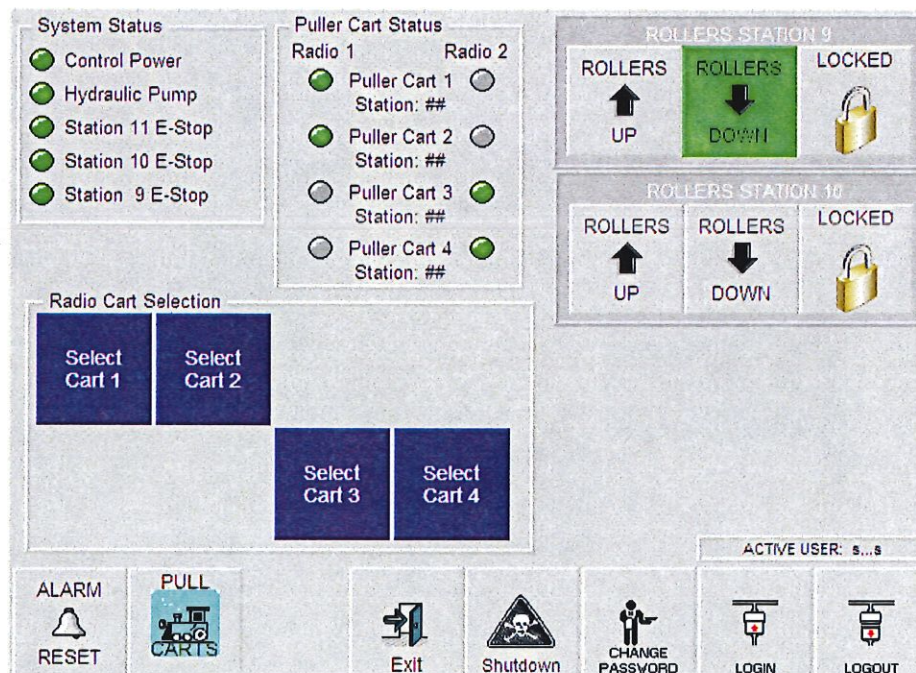 System Status
Control Power
Hydraulic Pump
Station 11 E-Stop
Station 10 E-Stop
Station 9 E-Stop
Puller Cart Status
Radio 1
Radio 2
Puller Cart 1
Station: ##
Puller Cart 2
Station: ##
Puller Cart 3
Station: ##
Puller Cart 4
Station: ##
ROLLERS STATION 9
ROLLERS
UP
ROLLERS
DOWN
LOCKED
ROLLERS STATION 10
ROLLERS
UP
ROLLERS
DOWN
LOCKED
Radio Cart Selection
Select
Cart 1
Select
Cart 2
Select
Cart 3
Select
Cart 4
ACTIVE USER: s...s
ALARM
RESET
PULL
CARTS
Exit
Shutdown
CHANGE
PASSWORD
LOGIN
LOGOUT